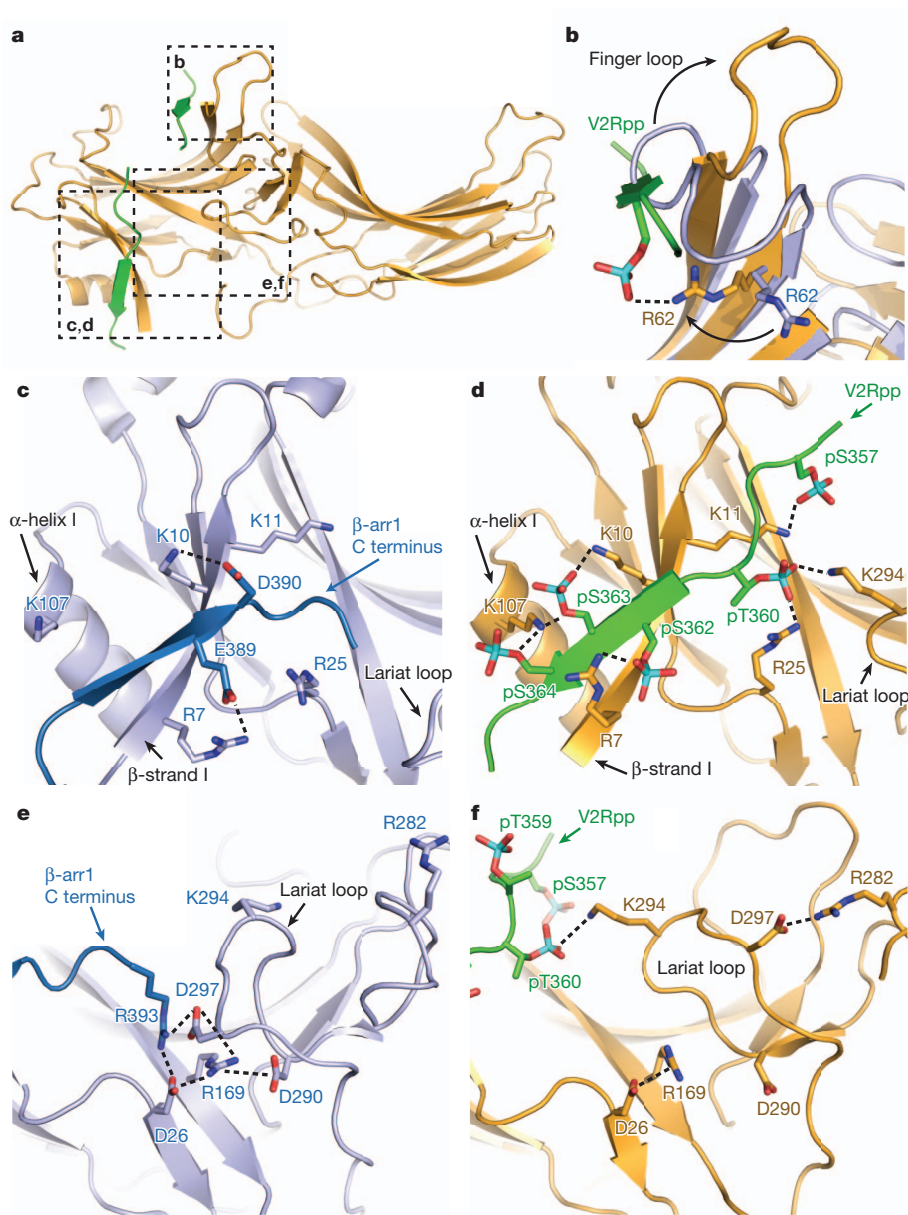 a
b
c,d
e,f
b
Finger loop
V2Rpp
R62
R62
c
α-helix I
K107
K10
K11
β-arr1
C terminus
D390
E389
R25
R7
Lariat loop
β-strand I
d
V2Rpp
pS357
α-helix I
K10
K11
K294
K107
pS363
pS362
pT360
R25
pS364
Lariat loop
R7
β-strand I
e
R282
β-arr1
C terminus
K294
Lariat loop
D297
R393
R169
D290
D26
f
pT359
V2Rpp
pS357
R282
K294
D297
Lariat loop
pT360
R169
D290
D26